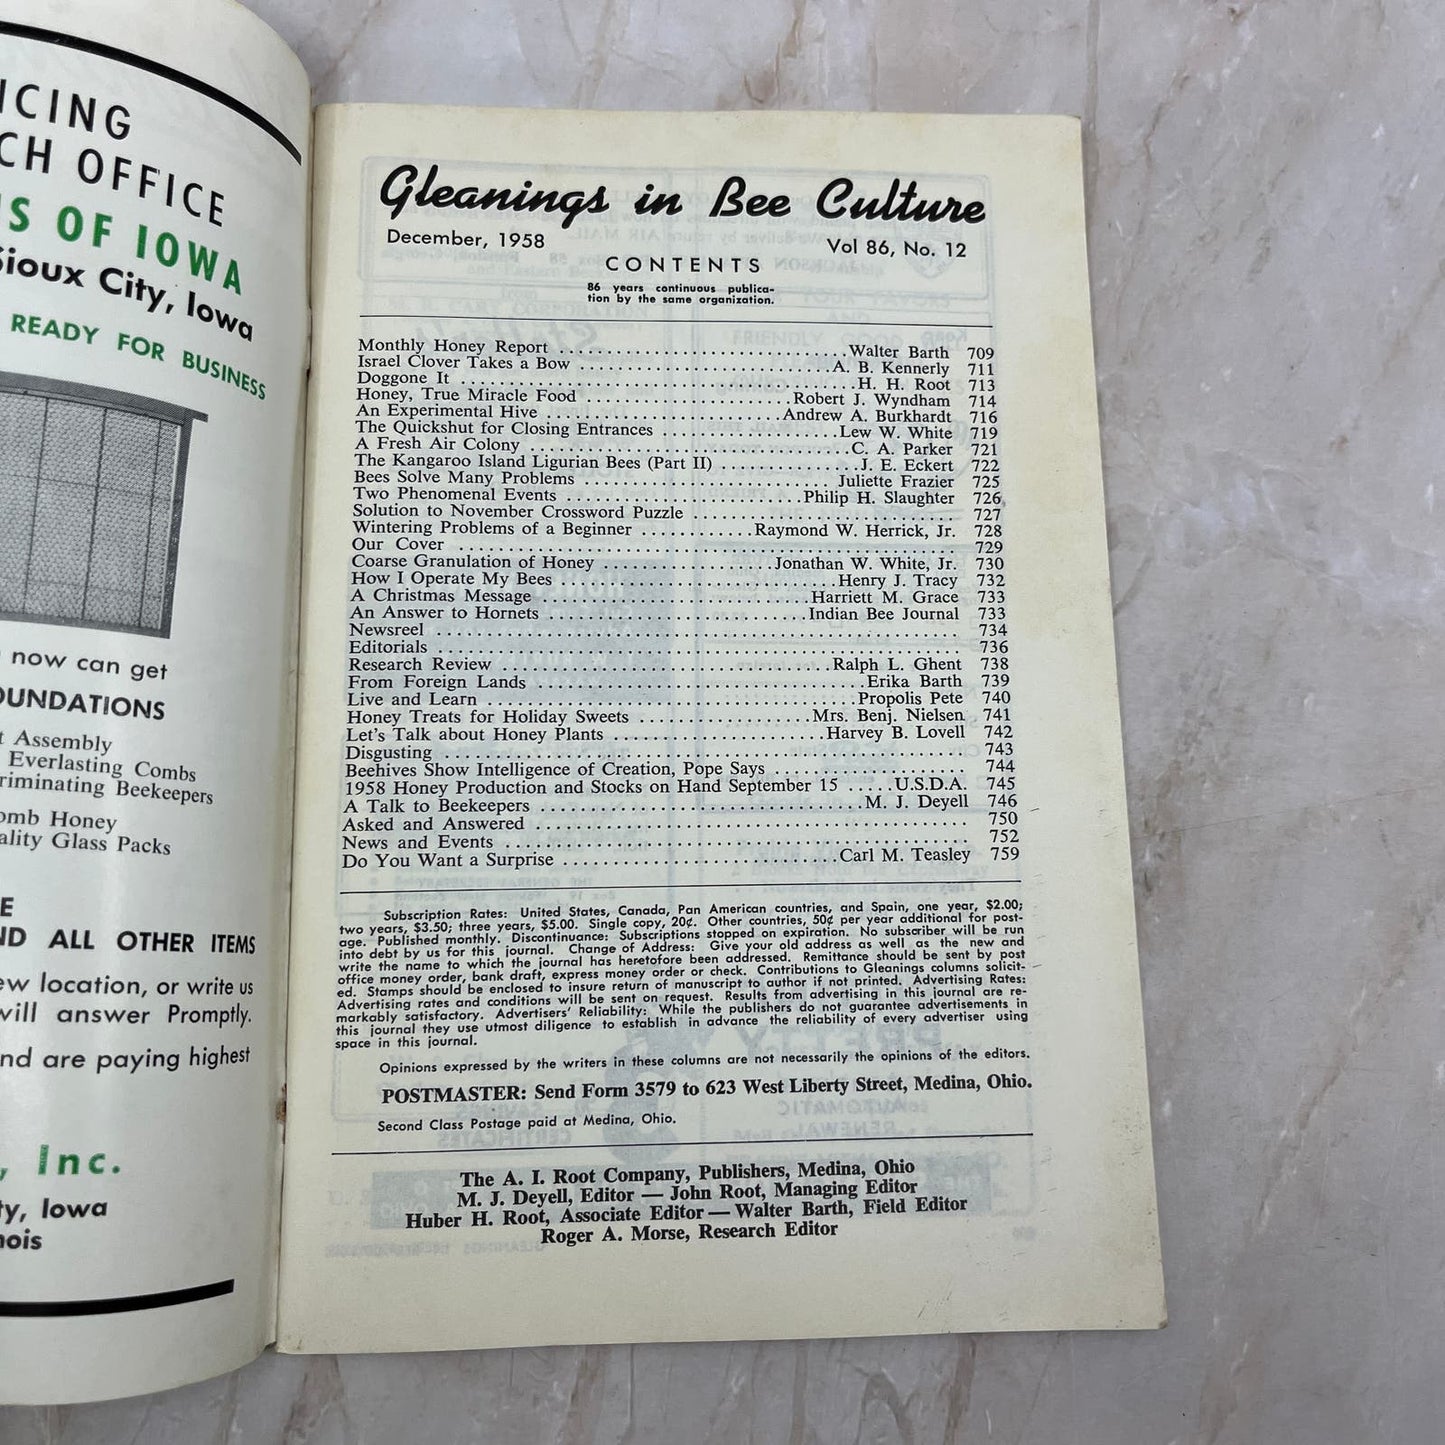 ICING
CH OFFICE
NS OF IOWA
Sioux City, Iowa
READY FOR BUSINESS
now can get
OUNDATIONS
t Assembly
Everlasting Combs
riminating Beekeepers
omb Honey
ality Glass Packs
E
ND ALL OTHER ITEMS
ew location, or write us
will answer Promptly.
nd are paying highest
, Inc.
ty, Iowa
nois
Gleanings in Bee Culture
December, 1958 Vol 86, No. 12
CONTENTS
86 years continuous publica-
tion by the same organization.
Monthly Honey Report ........ Walter Barth 709
Israel Clover Takes a Bow ........ A. B. Kennerly 711
Doggone It ........ H. H. Root 713
Honey, True Miracle Food ........ Robert J. Wyndham 714
An Experimental Hive ........ Andrew A. Burkhardt 716
The Quickshut for Closing Entrances ........ Lew W. White 719
A Fresh Air Colony ........ C. A. Parker 721
The Kangaroo Island Ligurian Bees (Part II) ........ J. E. Eckert 722
Bees Solve Many Problems ........ Juliette Frazier 725
Two Phenomenal Events ........ Philip H. Slaughter 726
Solution to November Crossword Puzzle ........ 727
Wintering Problems of a Beginner ........ Raymond W. Herrick, Jr. 728
Our Cover ........ 729
Coarse Granulation of Honey ........ Jonathan W. White, Jr. 730
How I Operate My Bees ........ Henry J. Tracy 732
A Christmas Message ........ Harriett M. Grace 733
An Answer to Hornets ........ Indian Bee Journal 733
Newsreel ........ 734
Editorials ........ 736
Research Review ........ Ralph L. Ghent 738
From Foreign Lands ........ Erika Barth 739
Live and Learn ........ Propolis Pete 740
Honey Treats for Holiday Sweets ........ Mrs. Benj. Nielsen 741
Let's Talk about Honey Plants ........ Harvey B. Lovell 742
Disgusting ........ 743
Beehives Show Intelligence of Creation, Pope Says ........ 744
1958 Honey Production and Stocks on Hand September 15 ..... U.S.D.A. 745
A Talk to Beekeepers ........ M. J. Deyell 746
Asked and Answered ........ 750
News and Events ........ 752
Do You Want a Surprise ........ Carl M. Teasley 759
Subscription Rates: United States, Canada, Pan American countries, and Spain, one year, $2.00;
two years, $3.50; three years, $5.00. Single copy, 20¢. Other countries, 50¢ per year additional for post-
age. Published monthly. Discontinuance: Subscriptions stopped on expiration. No subscriber will be run
into debt by us for this journal. Change of Address: Give your old address as well as the new and
write the name to which the journal has heretofore been addressed. Remittance should be sent by post
office money order, bank draft, express money order or check. Contributions to Gleanings columns solicit-
ed. Stamps should be enclosed to insure return of manuscript to author if not printed. Advertising Rates:
Advertising rates and conditions will be sent on request. Results from advertising in this journal are re-
markably satisfactory. Advertisers' Reliability: While the publishers do not guarantee advertisements in
this journal they use utmost diligence to establish in advance the reliability of every advertiser using
space in this journal.
Opinions expressed by the writers in these columns are not necessarily the opinions of the editors.
POSTMASTER: Send Form 3579 to 623 West Liberty Street, Medina, Ohio.
Second Class Postage paid at Medina, Ohio.
The A. I. Root Company, Publishers, Medina, Ohio
M. J. Deyell, Editor — John Root, Managing Editor
Huber H. Root, Associate Editor — Walter Barth, Field Editor
Roger A. Morse, Research Editor